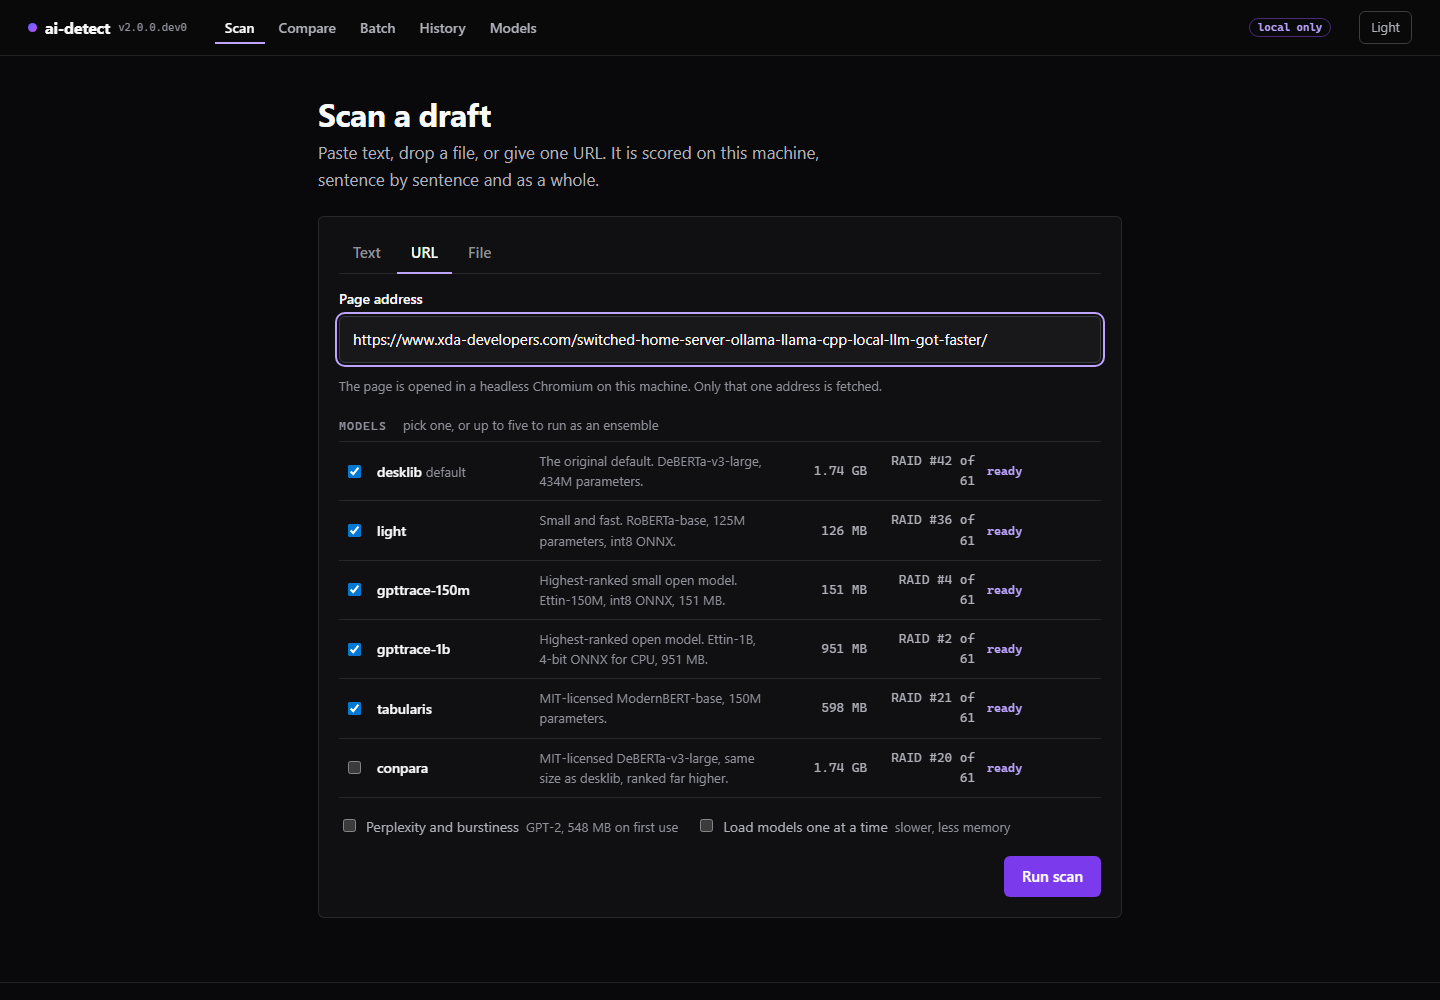 ai-detect v2.0.0.dev0 Scan Compare Batch History Models local only Light
Scan a draft
Paste text, drop a file, or give one URL. It is scored on this machine,
sentence by sentence and as a whole.
Text URL File
Page address
https://www.xda-developers.com/switched-home-server-ollama-llama-cpp-local-llm-got-faster/
The page is opened in a headless Chromium on this machine. Only that one address is fetched.
MODELS pick one, or up to five to run as an ensemble
desklib default
The original default. DeBERTa-v3-large,
434M parameters.
1.74 GB
RAID #42 of
61
ready
light
Small and fast. RoBERTa-base, 125M
parameters, int8 ONNX.
126 MB
RAID #36 of
61
ready
gpttrace-150m
Highest-ranked small open model.
Ettin-150M, int8 ONNX, 151 MB.
151 MB
RAID #4 of
61
ready
gpttrace-1b
Highest-ranked open model. Ettin-1B,
4-bit ONNX for CPU, 951 MB.
951 MB
RAID #2 of
61
ready
tabularis
MIT-licensed ModernBERT-base, 150M
parameters.
598 MB
RAID #21 of
61
ready
conpara
MIT-licensed DeBERTa-v3-large, same
size as desklib, ranked far higher.
1.74 GB
RAID #20 of
61
ready
Perplexity and burstiness GPT-2, 548 MB on first use Load models one at a time slower, less memory
Run scan